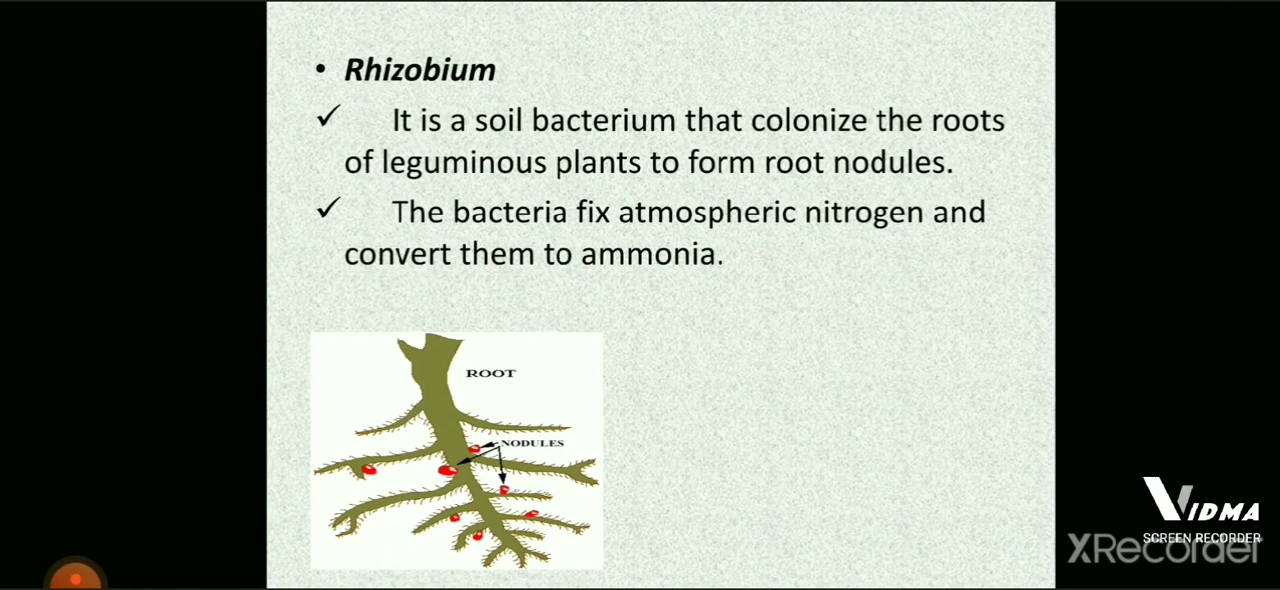 • Rhizobium
✓ It is a soil bacterium that colonize the roots
of leguminous plants to form root nodules.
✓ The bacteria fix atmospheric nitrogen and
convert them to ammonia.
ROOT
NODULES
VIDMA
SCREEN RECORDER
XRecorder